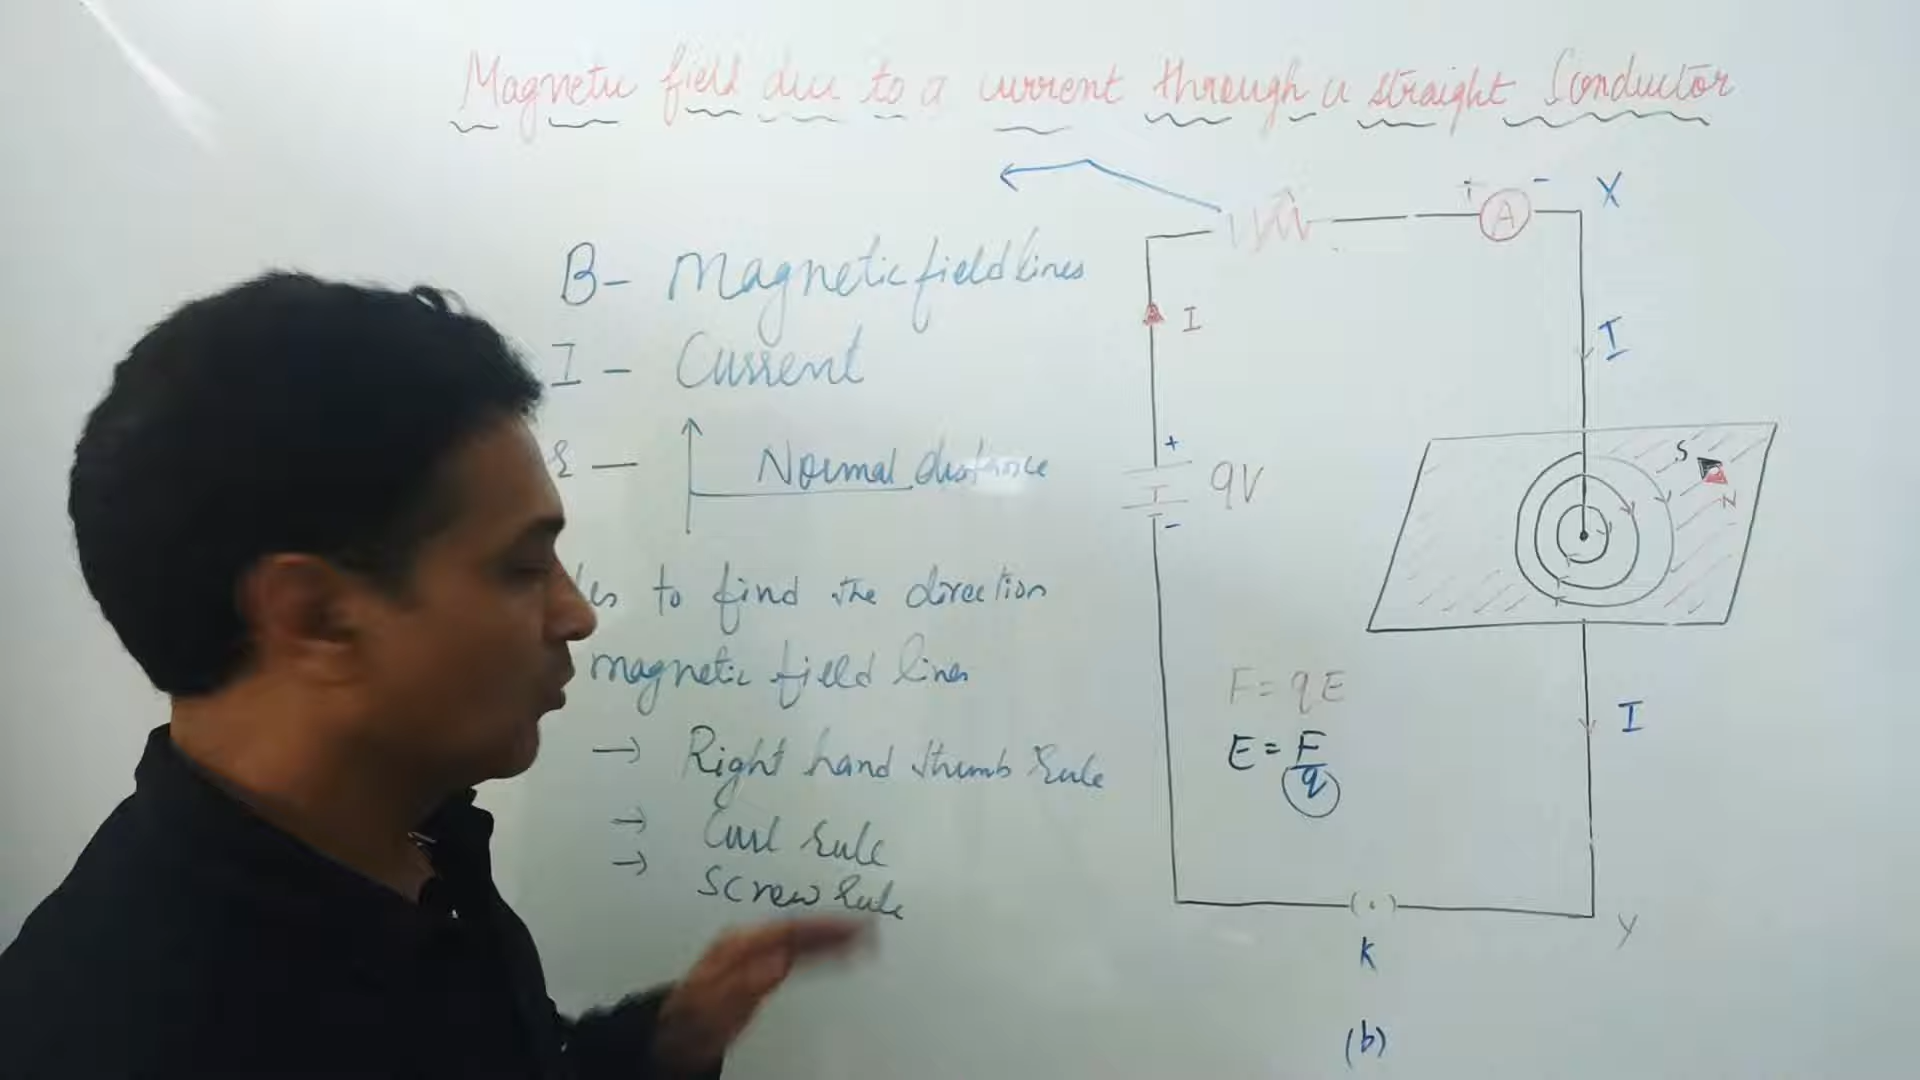 Magnetic field due to a current through a straight Conductor
B- Magnetic field lines
I - Current
r — Normal distance
les to find the direction
magnetic field lines
→ Right hand thumb rule
→ Curl rule
→ Screw rule
+ A - X
I
I
+
9V
-
S
N
F = qE
E = F/q
I
K
Y
(b)